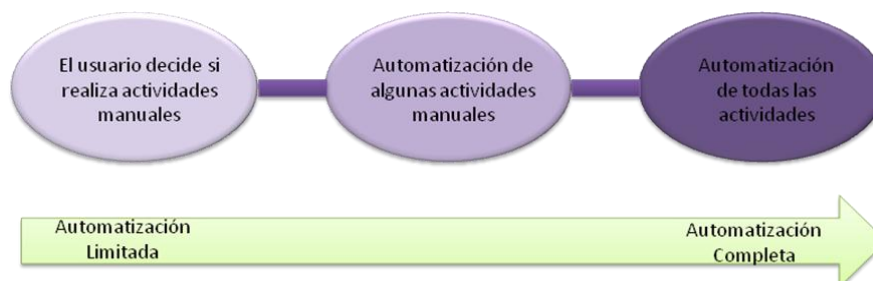 El usuario decide si
realiza actividades
manuales
Automatización de
algunas actividades
manuales
Automatización
de todas las
actividades
Automatización
Limitada
Automatización
Completa